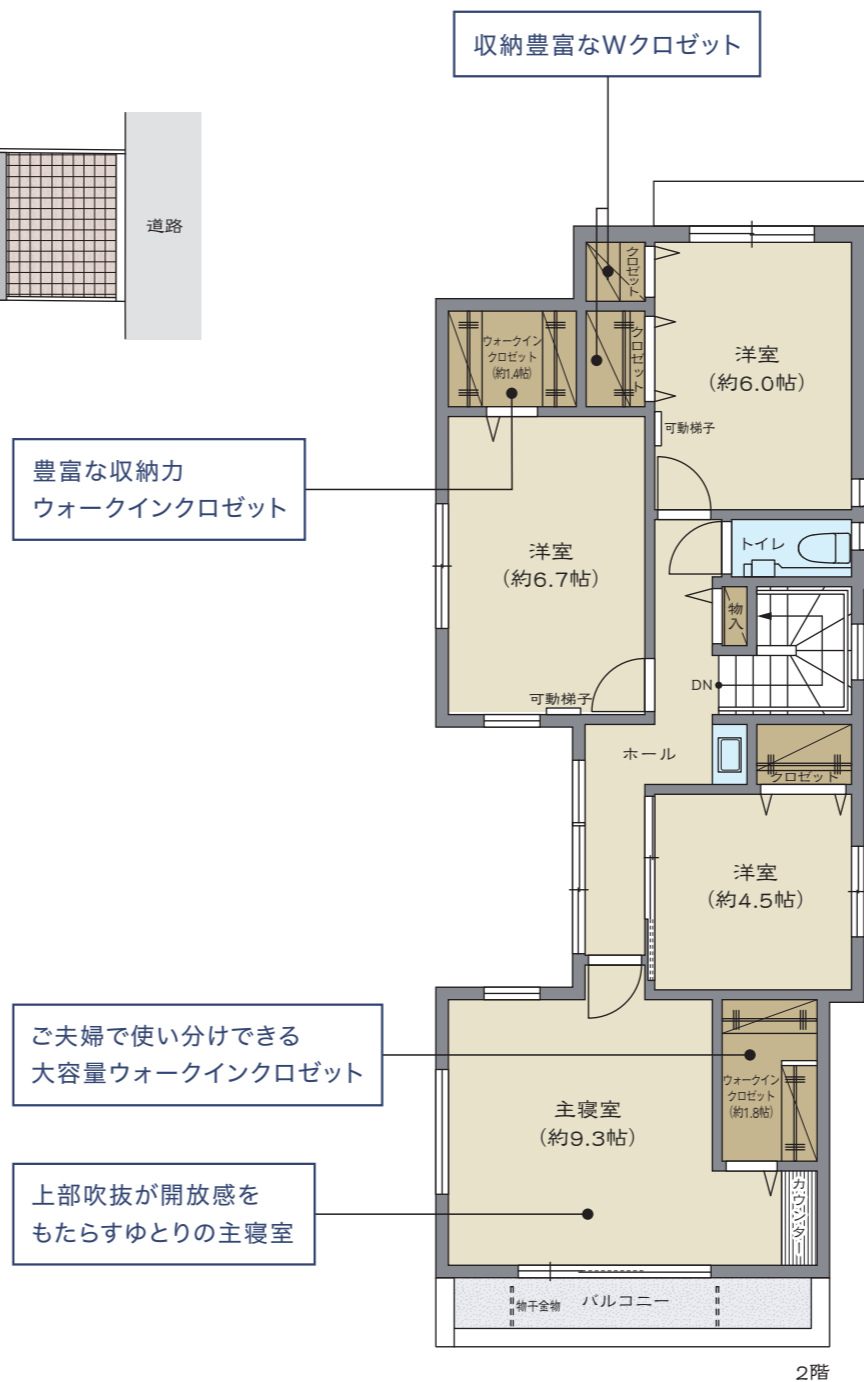 収納豊富なWクロゼット
道路
クロゼット
ウォークイン
クロゼット
(約1.4帖)
クロゼット
洋室
(約6.0帖)
可動梯子
豊富な収納力
ウォークインクロゼット
洋室
(約6.7帖)
トイレ
物入
DN
可動梯子
ホール
クロゼット
洋室
(約4.5帖)
ご夫婦で使い分けできる
大容量ウォークインクロゼット
ウォークイン
クロゼット
(約1.8帖)
主寝室
(約9.3帖)
上部吹抜が開放感を
もたらすゆとりの主寝室
カウンター
物干金物
バルコニー
2階